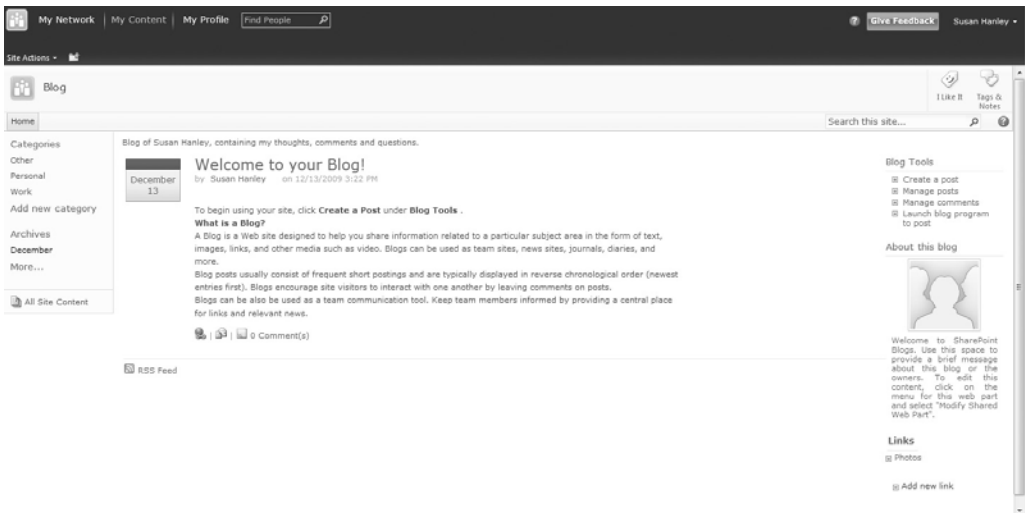 My Network | My Content | My Profile Find People
Give Feedback Susan Hanley
Site Actions
Blog
I Like It
Tags &
Notes
Home
Search this site...
Categories
Other
Personal
Work
Add new category
Archives
December
More...
All Site Content
Blog of Susan Hanley, containing my thoughts, comments and questions.
December
13
Welcome to your Blog!
by Susan Hanley on 12/13/2009 3:22 PM
To begin using your site, click Create a Post under Blog Tools .
What is a Blog?
A Blog is a Web site designed to help you share information related to a particular subject area in the form of text,
images, links, and other media such as video. Blogs can be used as team sites, news sites, journals, diaries, and
more.
Blog posts usually consist of frequent short postings and are typically displayed in reverse chronological order (newest
entries first). Blogs encourage site visitors to interact with one another by leaving comments on posts.
Blogs can be also be used as a team communication tool. Keep team members informed by providing a central place
for links and relevant news.
| | 0 Comment(s)
RSS Feed
Blog Tools
Create a post
Manage posts
Manage comments
Launch blog program
to post
About this blog
Welcome to SharePoint
Blogs. Use this space to
provide a brief message
about this blog or the
owners. To edit this
content, click on the
menu for this web part
and select "Modify Shared
Web Part".
Links
Photos
Add new link